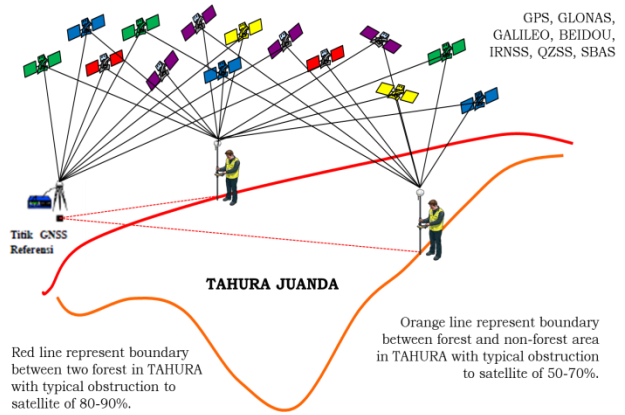 GPS, GLONAS,
GALILEO, BEIDOU,
IRNSS, QZSS, SBAS
Titik GNSS
Referensi
TAHURA JUANDA
Orange line represent boundary
between forest and non-forest area
in TAHURA with typical obstruction
to satellite of 50-70%.
Red line represent boundary
between two forest in TAHURA
with typical obstruction to
satellite of 80-90%.